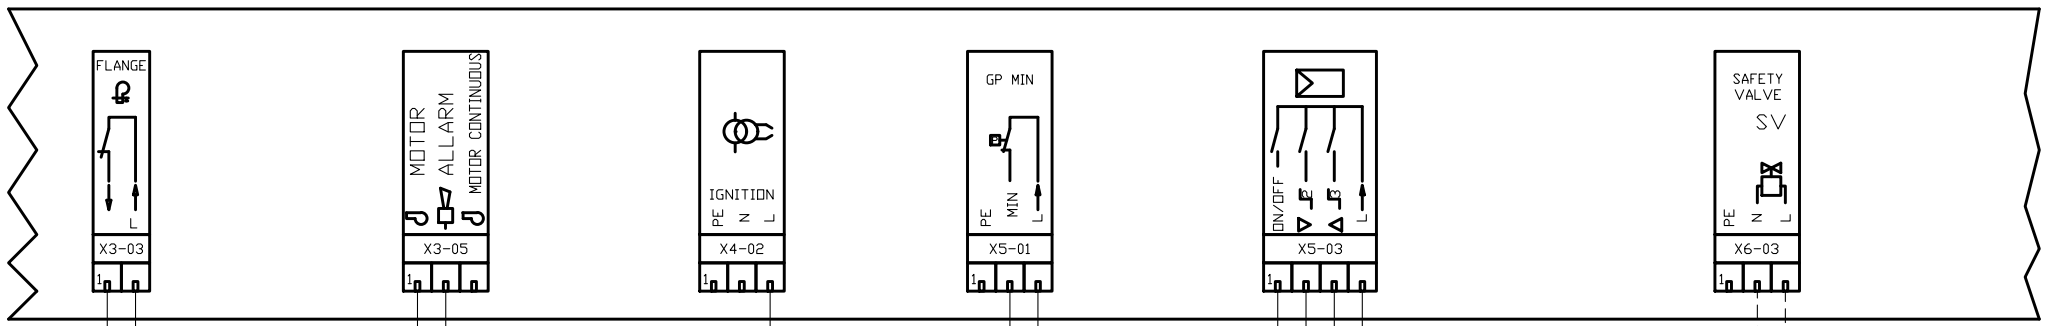 FLANGE
L
X3-03
1
MOTOR
ALLARM
MOTOR CONTINUOUS
X3-05
1
IGNITION
PE N L
X4-02
1
GP MIN
PE MIN L
X5-01
1
ON/OFF 2 3 L
X5-03
1
SAFETY
VALVE
SV
PE N L
X6-03
1